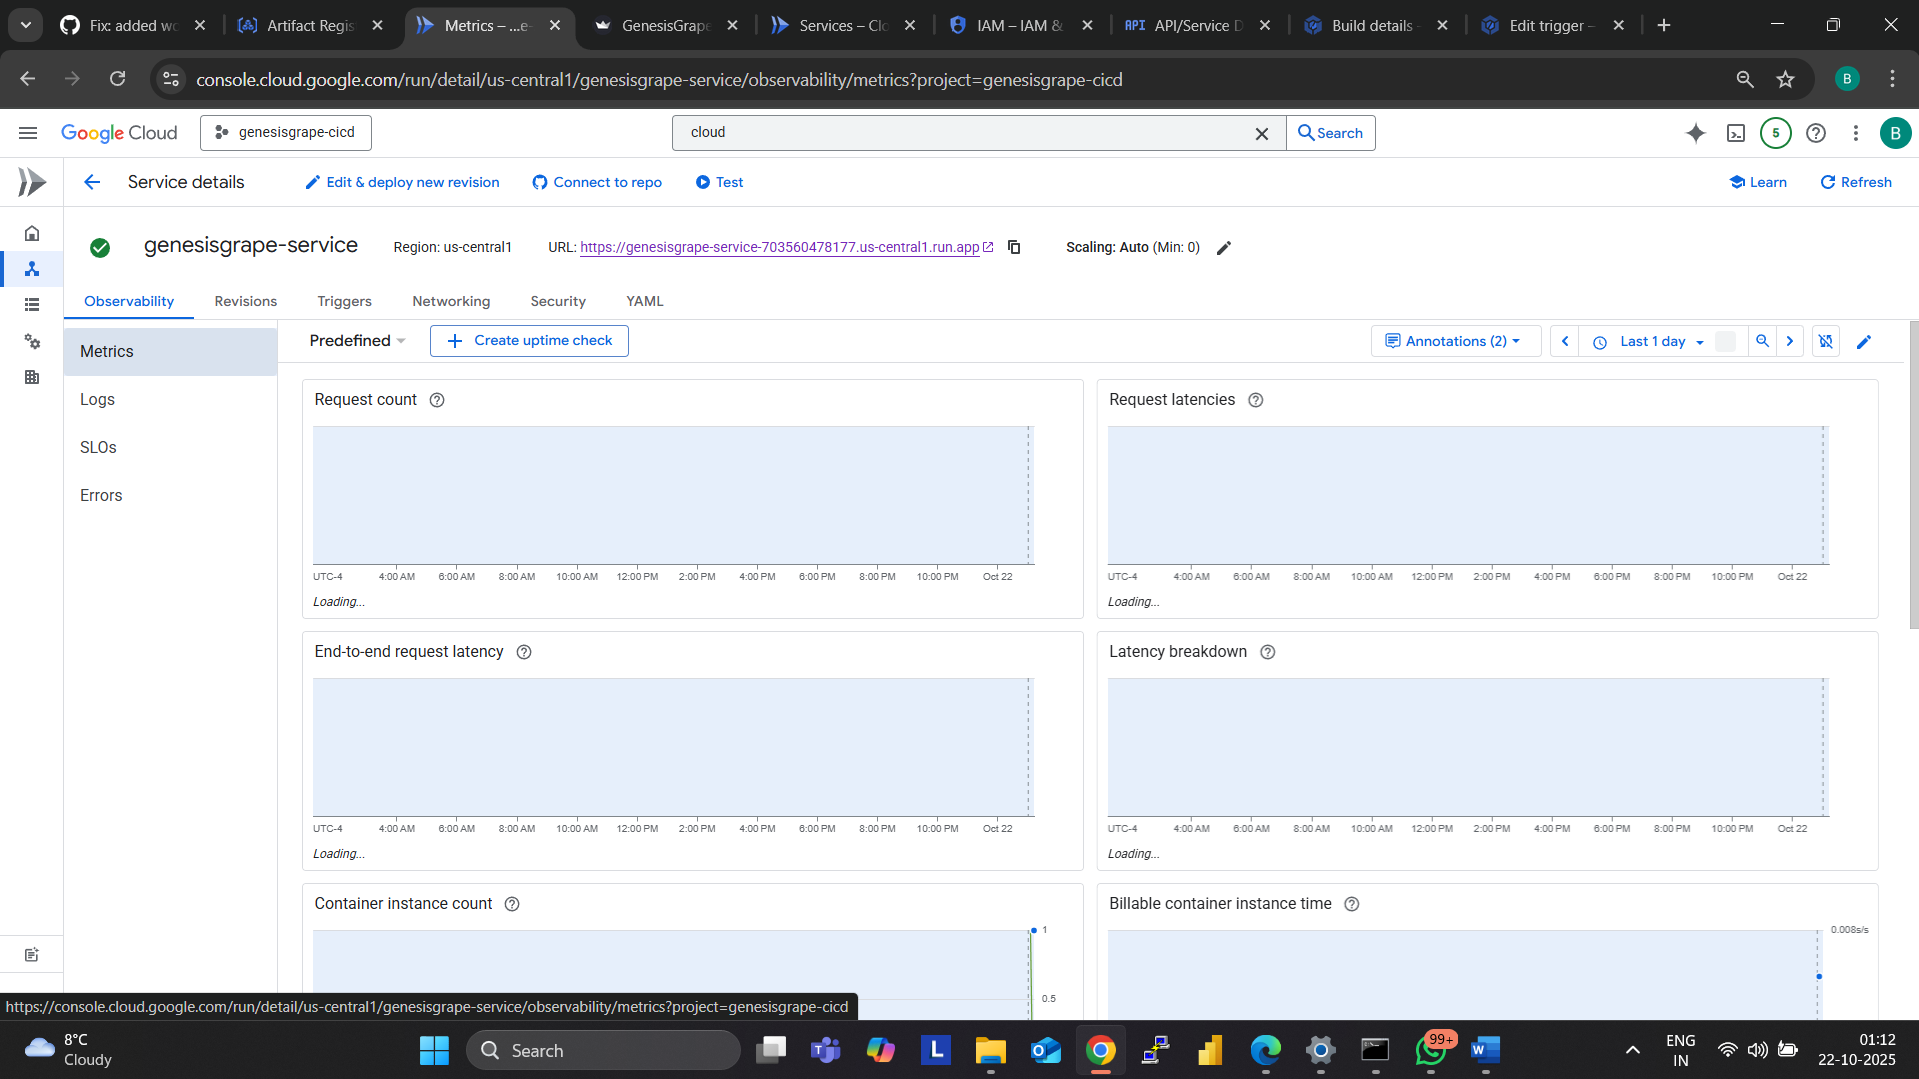 Fix: added wo
Artifact Regis
Metrics – ...e-
GenesisGrape
Services – Clo
IAM – IAM &
API API/Service D
Build details -
Edit trigger –
console.cloud.google.com/run/detail/us-central1/genesisgrape-service/observability/metrics?project=genesisgrape-cicd
B
Google Cloud
genesisgrape-cicd
cloud
Search
5
B
Service details
Edit & deploy new revision
Connect to repo
Test
Learn
Refresh
genesisgrape-service
Region: us-central1
URL: https://genesisgrape-service-703560478177.us-central1.run.app
Scaling: Auto (Min: 0)
Observability
Revisions
Triggers
Networking
Security
YAML
Metrics
Logs
SLOs
Errors
Predefined
Create uptime check
Annotations (2)
Last 1 day
Request count
UTC-4 4:00 AM 6:00 AM 8:00 AM 10:00 AM 12:00 PM 2:00 PM 4:00 PM 6:00 PM 8:00 PM 10:00 PM Oct 22
Loading...
Request latencies
UTC-4 4:00 AM 6:00 AM 8:00 AM 10:00 AM 12:00 PM 2:00 PM 4:00 PM 6:00 PM 8:00 PM 10:00 PM Oct 22
Loading...
End-to-end request latency
UTC-4 4:00 AM 6:00 AM 8:00 AM 10:00 AM 12:00 PM 2:00 PM 4:00 PM 6:00 PM 8:00 PM 10:00 PM Oct 22
Loading...
Latency breakdown
UTC-4 4:00 AM 6:00 AM 8:00 AM 10:00 AM 12:00 PM 2:00 PM 4:00 PM 6:00 PM 8:00 PM 10:00 PM Oct 22
Loading...
Container instance count
1
0.5
Billable container instance time
0.008s/s
https://console.cloud.google.com/run/detail/us-central1/genesisgrape-service/observability/metrics?project=genesisgrape-cicd
8°C
Cloudy
Search
L
99+
ENG
IN
01:12
22-10-2025